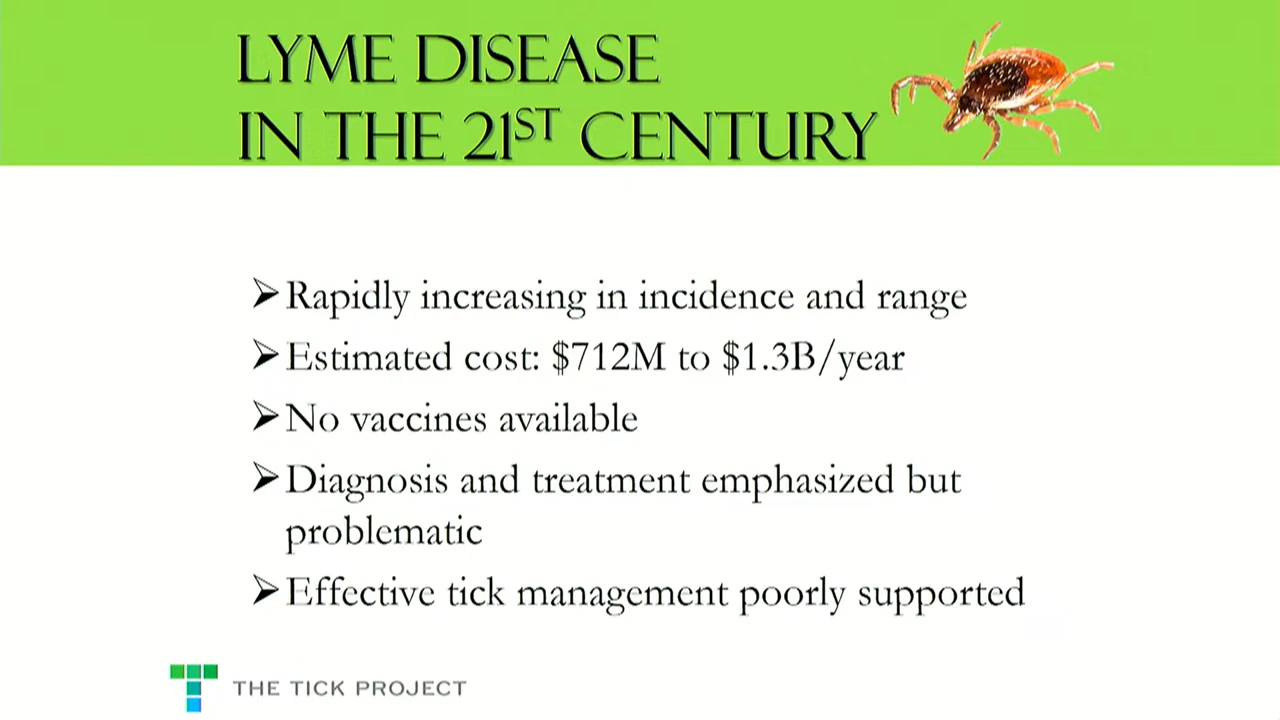 LYME DISEASE
IN THE 21ST CENTURY
➢Rapidly increasing in incidence and range
➢Estimated cost: $712M to $1.3B/year
➢No vaccines available
➢Diagnosis and treatment emphasized but
problematic
➢Effective tick management poorly supported
THE TICK PROJECT